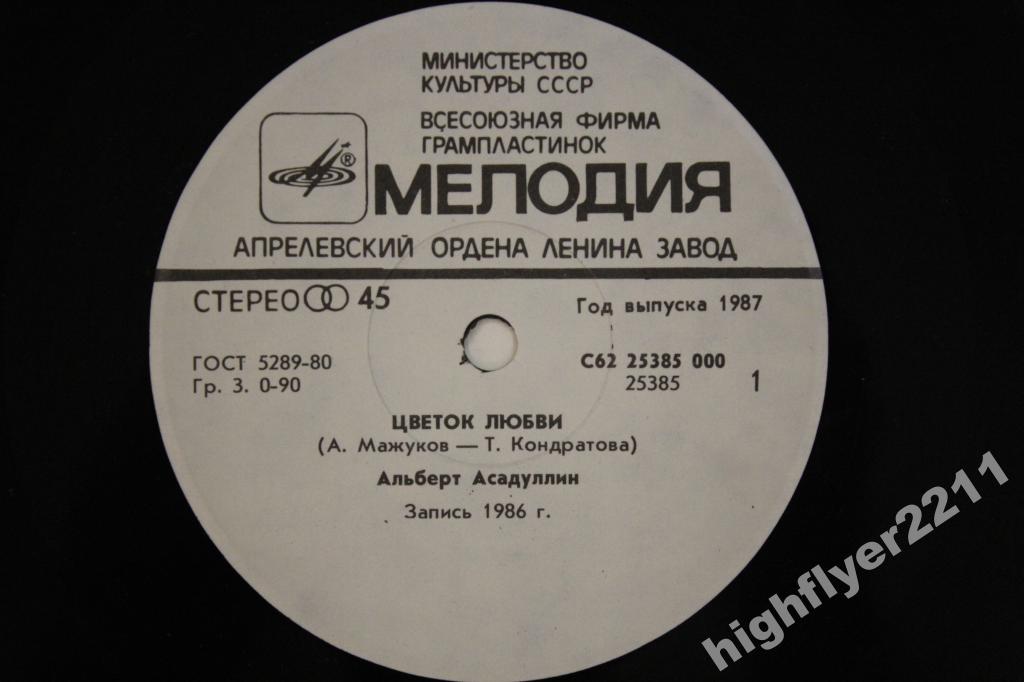 МИНИСТЕРСТВО
КУЛЬТУРЫ СССР
ВСЕСОЮЗНАЯ ФИРМА
ГРАМПЛАСТИНОК
®
МЕЛОДИЯ
АПРЕЛЕВСКИЙ ОРДЕНА ЛЕНИНА ЗАВОД
СТЕРЕО 45
Год выпуска 1987
ГОСТ 5289-80
Гр. 3. 0-90
С62 25385 000
25385
1
ЦВЕТОК ЛЮБВИ
(А. Мажуков — Т. Кондратова)
Альберт Асадуллин
Запись 1986 г.
highflyer2211